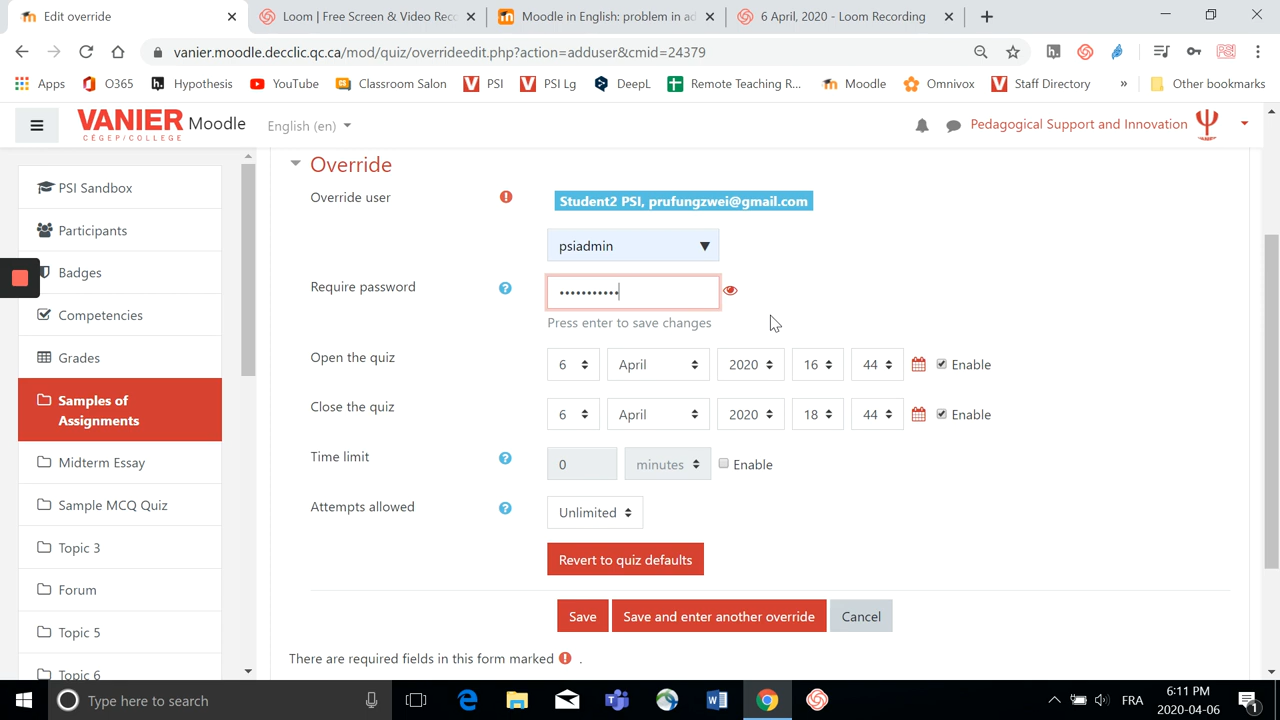 Edit override
Loom | Free Screen & Video Rec
Moodle in English: problem in ad
6 April, 2020 - Loom Recording
vanier.moodle.decclic.qc.ca/mod/quiz/overrideedit.php?action=adduser&cmid=24379
Apps
O365
Hypothesis
YouTube
Classroom Salon
PSI
PSI Lg
DeepL
Remote Teaching R...
Moodle
Omnivox
Staff Directory
»
Other bookmarks
VANIER Moodle
CÉGEP/COLLEGE
English (en)
Pedagogical Support and Innovation
PSI Sandbox
Participants
Badges
Competencies
Grades
Samples of
Assignments
Midterm Essay
Sample MCQ Quiz
Topic 3
Forum
Topic 5
Topic 6
Override
Override user
Student2 PSI, prufungzwei@gmail.com
psiadmin
Require password
•••••••••••
Press enter to save changes
Open the quiz
6 April 2020 16 44 Enable
Close the quiz
6 April 2020 18 44 Enable
Time limit
0 minutes Enable
Attempts allowed
Unlimited
Revert to quiz defaults
Save
Save and enter another override
Cancel
There are required fields in this form marked .
Type here to search
FRA
6:11 PM
2020-04-06
1